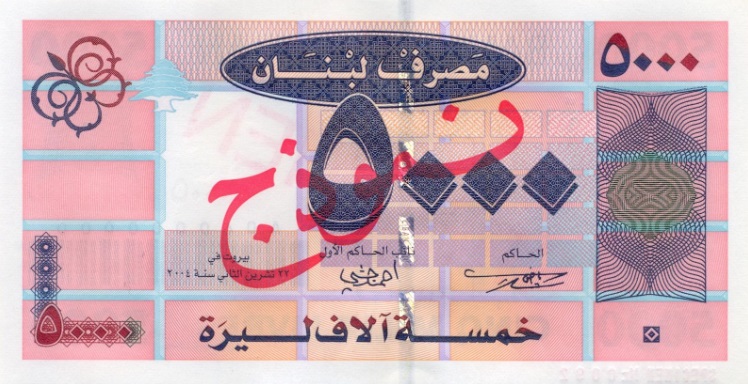 مصرف لبنان
٥٠٠٠
٥٠٠٠
نموذج
الحاكم
نائب الحاكم الأول
بيروت في
٢٢ تشرين الثاني سنة ٢٠٠٤
خمسة آلاف ليرة
٥٠٠٠